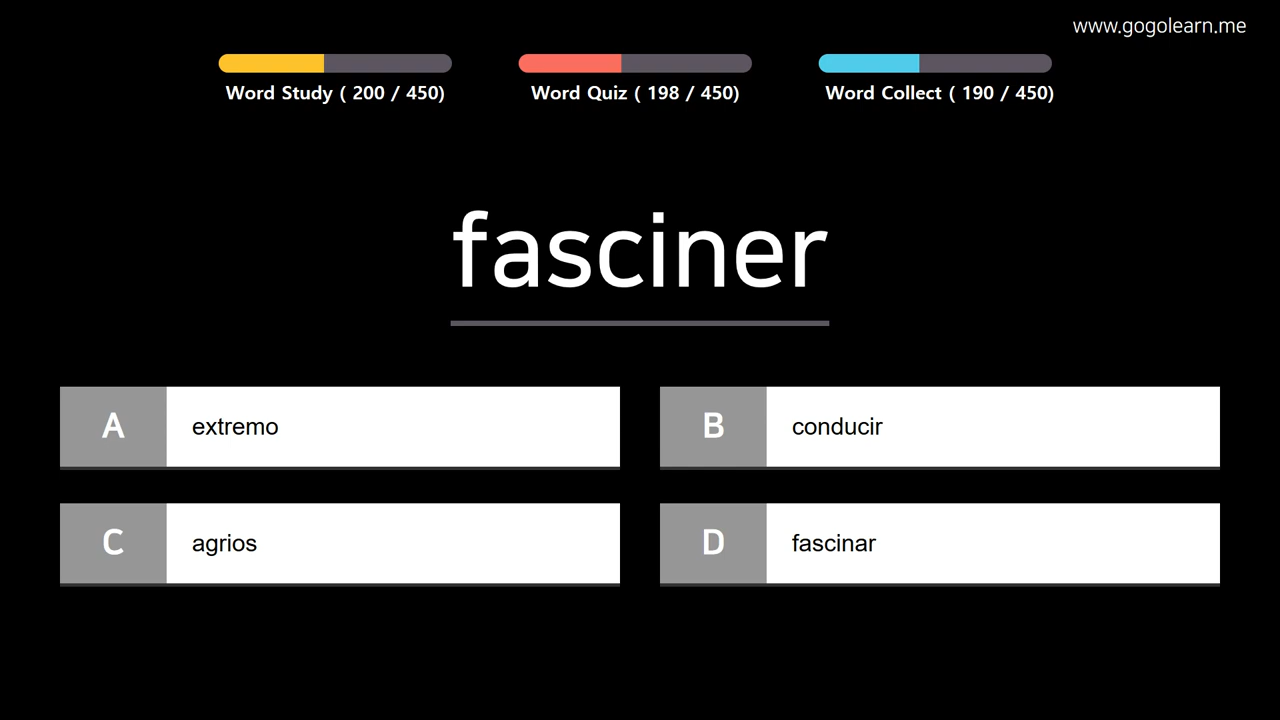 www.gogolearn.me
Word Study ( 200 / 450)
Word Quiz ( 198 / 450)
Word Collect ( 190 / 450)
fasciner
A extremo
B conducir
C agrios
D fascinar